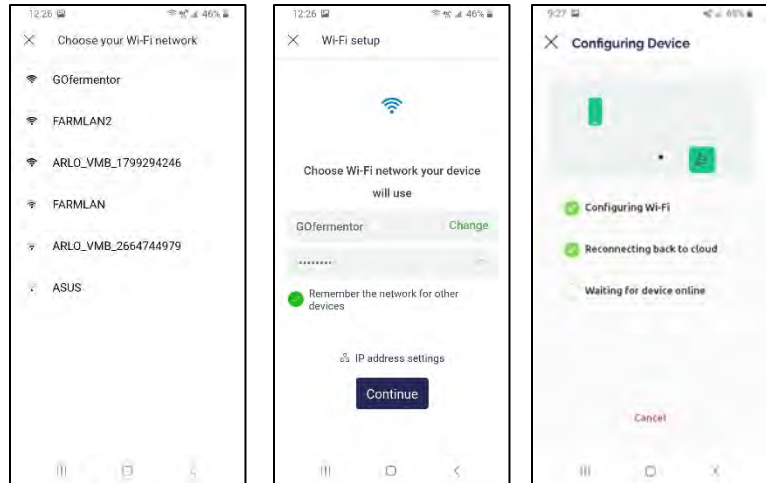 12:26 46%
Choose your Wi-Fi network
GOfermentor
FARMLAN2
ARLO_VMB_1799294246
FARMLAN
ARLO_VMB_2664744979
ASUS
12:26 46%
Wi-Fi setup
Choose Wi-Fi network your device
will use
GOfermentor Change
••••••••
Remember the network for other
devices
IP address settings
Continue
9:27
Configuring Device
Configuring Wi-Fi
Reconnecting back to cloud
Waiting for device online
Cancel